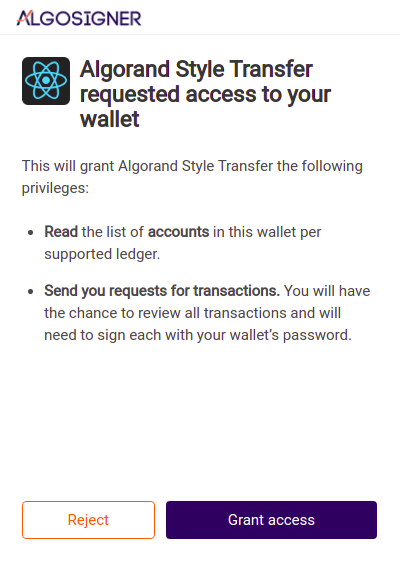 ALGOSIGNER
Algorand Style Transfer
requested access to your
wallet
This will grant Algorand Style Transfer the following
privileges:
• Read the list of accounts in this wallet per
supported ledger.
• Send you requests for transactions. You will have
the chance to review all transactions and will
need to sign each with your wallet’s password.
Reject
Grant access